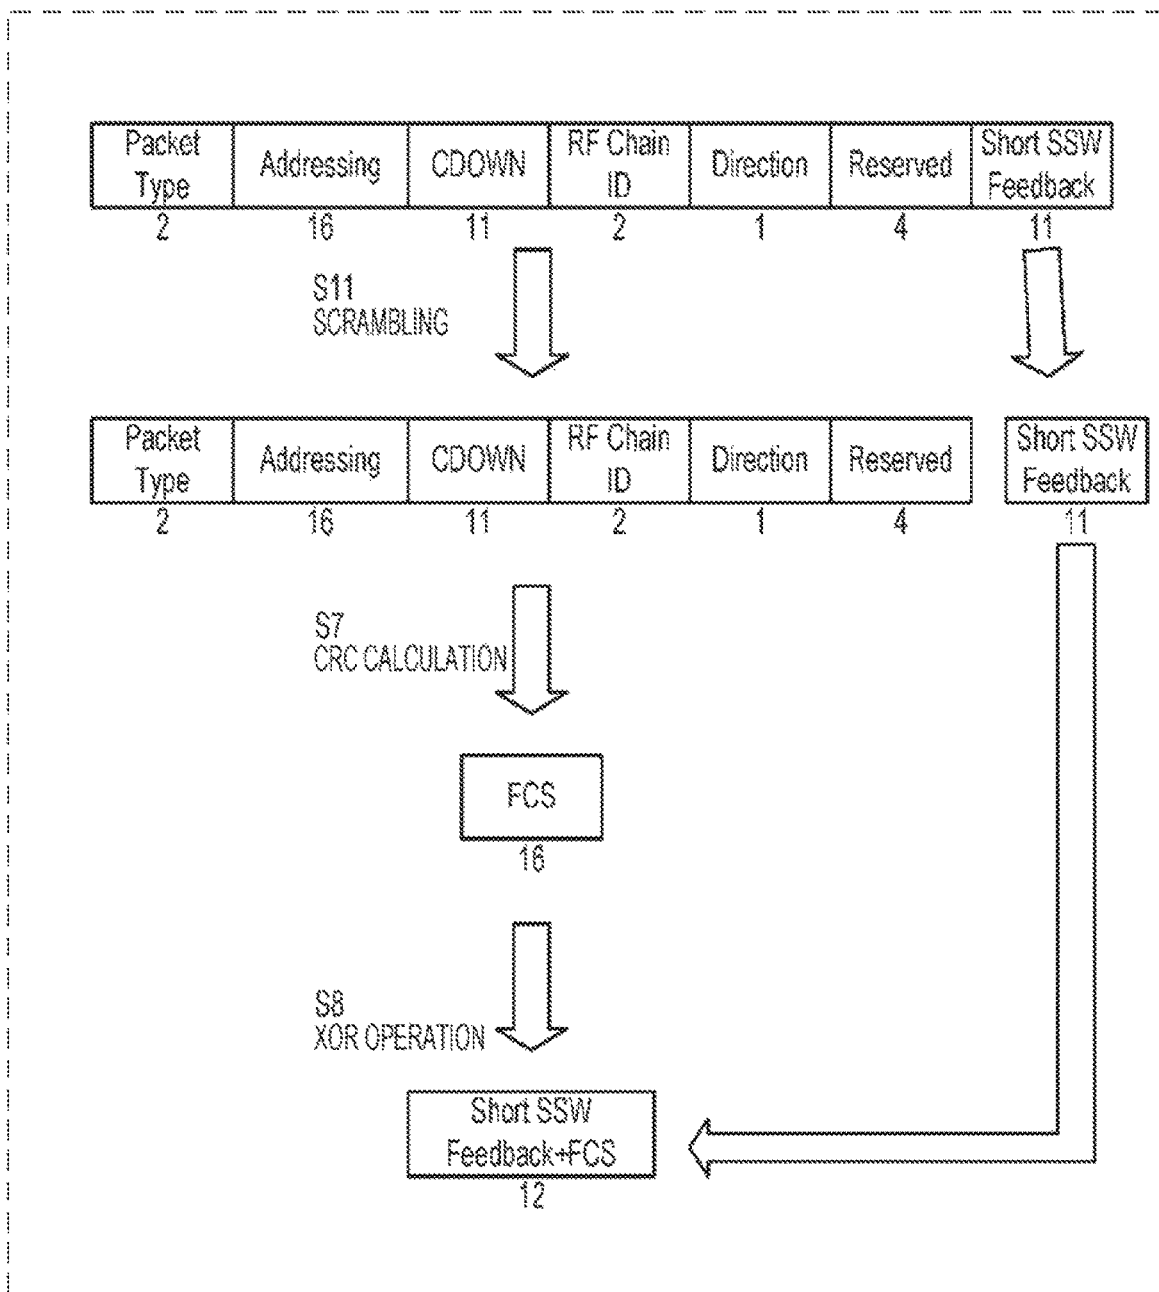 Packet Type Addressing CDOWN RF Chain ID Direction Reserved Short SSW Feedback
2 16 11 2 1 4 11
S11
SCRAMBLING
Packet Type Addressing CDOWN RF Chain ID Direction Reserved Short SSW Feedback
2 16 11 2 1 4 11
S7
CRC CALCULATION
FCS
16
S8
XOR OPERATION
Short SSW
Feedback+FCS
12